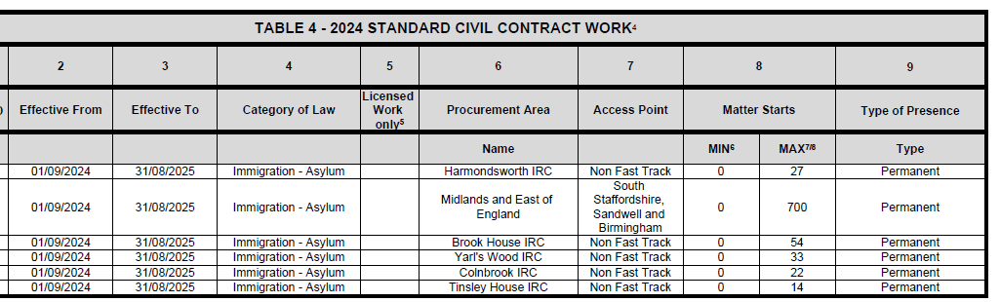 TABLE 4 - 2024 STANDARD CIVIL CONTRACT WORK⁴
2 3 4 5 6 7 8 9
) Effective From Effective To Category of Law Licensed Work only⁵ Procurement Area Access Point Matter Starts Type of Presence
Name MIN⁶ MAX⁷/⁸ Type
01/09/2024 31/08/2025 Immigration - Asylum Harmondsworth IRC Non Fast Track 0 27 Permanent
01/09/2024 31/08/2025 Immigration - Asylum Midlands and East of England South Staffordshire, Sandwell and Birmingham 0 700 Permanent
01/09/2024 31/08/2025 Immigration - Asylum Brook House IRC Non Fast Track 0 54 Permanent
01/09/2024 31/08/2025 Immigration - Asylum Yarl's Wood IRC Non Fast Track 0 33 Permanent
01/09/2024 31/08/2025 Immigration - Asylum Colnbrook IRC Non Fast Track 0 22 Permanent
01/09/2024 31/08/2025 Immigration - Asylum Tinsley House IRC Non Fast Track 0 14 Permanent